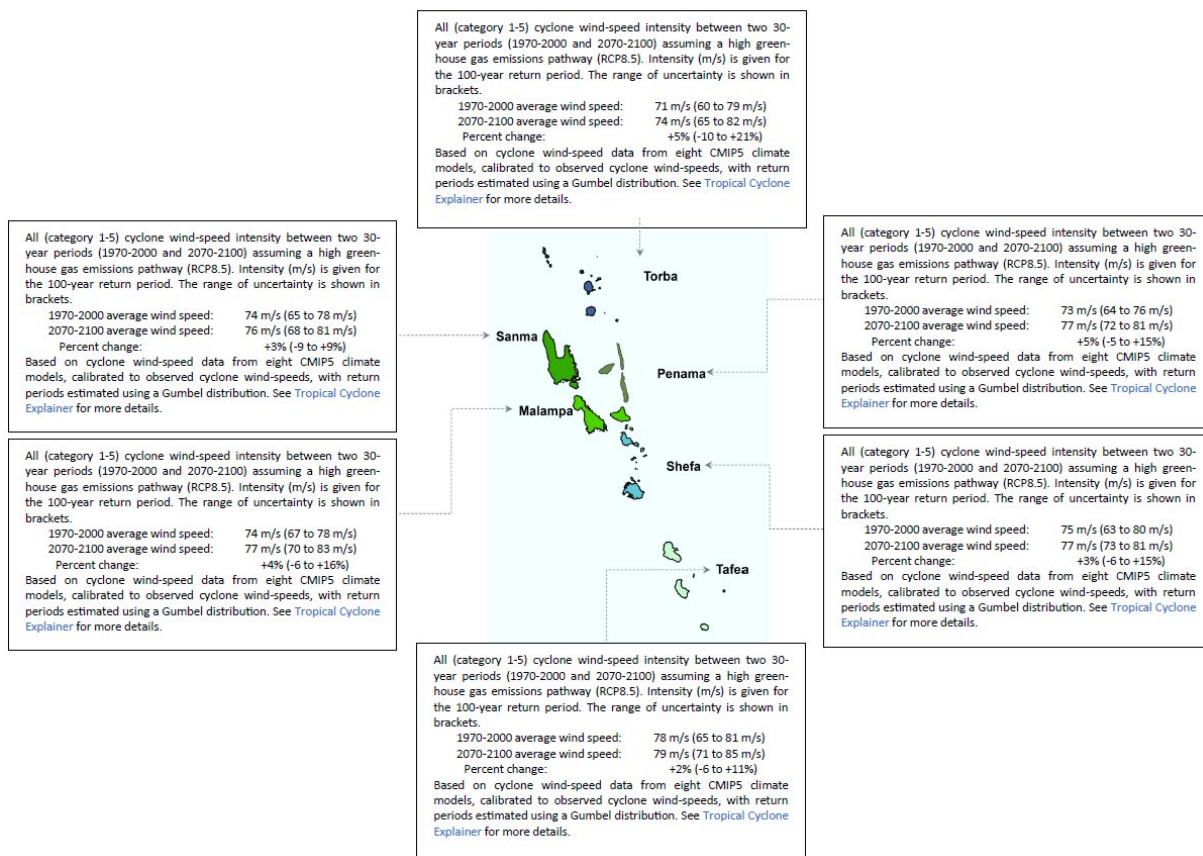 All (category 1-5) cyclone wind-speed intensity between two 30-
year periods (1970-2000 and 2070-2100) assuming a high green-
house gas emissions pathway (RCP8.5). Intensity (m/s) is given for
the 100-year return period. The range of uncertainty is shown in
brackets.
1970-2000 average wind speed: 71 m/s (60 to 79 m/s)
2070-2100 average wind speed: 74 m/s (65 to 82 m/s)
Percent change: +5% (-10 to +21%)
Based on cyclone wind-speed data from eight CMIP5 climate
models, calibrated to observed cyclone wind-speeds, with return
periods estimated using a Gumbel distribution. See Tropical Cyclone
Explainer for more details.
All (category 1-5) cyclone wind-speed intensity between two 30-
year periods (1970-2000 and 2070-2100) assuming a high green-
house gas emissions pathway (RCP8.5). Intensity (m/s) is given for
the 100-year return period. The range of uncertainty is shown in
brackets.
1970-2000 average wind speed: 74 m/s (65 to 78 m/s)
2070-2100 average wind speed: 76 m/s (68 to 81 m/s)
Percent change: +3% (-9 to +9%)
Based on cyclone wind-speed data from eight CMIP5 climate
models, calibrated to observed cyclone wind-speeds, with return
periods estimated using a Gumbel distribution. See Tropical Cyclone
Explainer for more details.
All (category 1-5) cyclone wind-speed intensity between two 30-
year periods (1970-2000 and 2070-2100) assuming a high green-
house gas emissions pathway (RCP8.5). Intensity (m/s) is given for
the 100-year return period. The range of uncertainty is shown in
brackets.
1970-2000 average wind speed: 74 m/s (67 to 78 m/s)
2070-2100 average wind speed: 77 m/s (70 to 83 m/s)
Percent change: +4% (-6 to +16%)
Based on cyclone wind-speed data from eight CMIP5 climate
models, calibrated to observed cyclone wind-speeds, with return
periods estimated using a Gumbel distribution. See Tropical Cyclone
Explainer for more details.
Torba
Sanma
Penama
Malampa
Shefa
Tafea
All (category 1-5) cyclone wind-speed intensity between two 30-
year periods (1970-2000 and 2070-2100) assuming a high green-
house gas emissions pathway (RCP8.5). Intensity (m/s) is given for
the 100-year return period. The range of uncertainty is shown in
brackets.
1970-2000 average wind speed: 73 m/s (64 to 76 m/s)
2070-2100 average wind speed: 77 m/s (72 to 81 m/s)
Percent change: +5% (-5 to +15%)
Based on cyclone wind-speed data from eight CMIP5 climate
models, calibrated to observed cyclone wind-speeds, with return
periods estimated using a Gumbel distribution. See Tropical Cyclone
Explainer for more details.
All (category 1-5) cyclone wind-speed intensity between two 30-
year periods (1970-2000 and 2070-2100) assuming a high green-
house gas emissions pathway (RCP8.5). Intensity (m/s) is given for
the 100-year return period. The range of uncertainty is shown in
brackets.
1970-2000 average wind speed: 75 m/s (63 to 80 m/s)
2070-2100 average wind speed: 77 m/s (73 to 81 m/s)
Percent change: +3% (-6 to +15%)
Based on cyclone wind-speed data from eight CMIP5 climate
models, calibrated to observed cyclone wind-speeds, with return
periods estimated using a Gumbel distribution. See Tropical Cyclone
Explainer for more details.
All (category 1-5) cyclone wind-speed intensity between two 30-
year periods (1970-2000 and 2070-2100) assuming a high green-
house gas emissions pathway (RCP8.5). Intensity (m/s) is given for
the 100-year return period. The range of uncertainty is shown in
brackets.
1970-2000 average wind speed: 78 m/s (65 to 81 m/s)
2070-2100 average wind speed: 79 m/s (71 to 85 m/s)
Percent change: +2% (-6 to +11%)
Based on cyclone wind-speed data from eight CMIP5 climate
models, calibrated to observed cyclone wind-speeds, with return
periods estimated using a Gumbel distribution. See Tropical Cyclone
Explainer for more details.